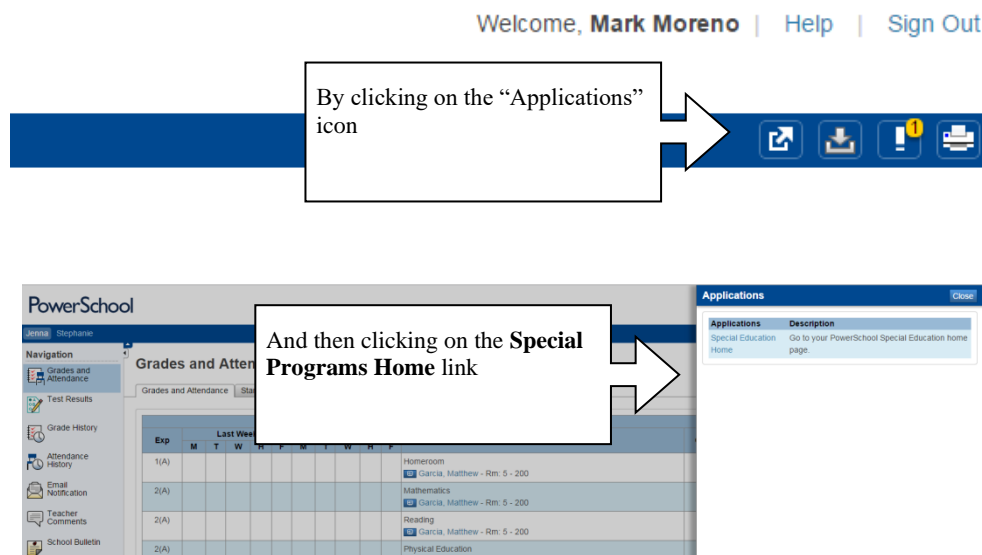 Welcome, Mark Moreno | Help | Sign Out
By clicking on the “Applications”
icon
1
PowerSchool
Applications
Close
Jenna Stephanie
And then clicking on the Special
Programs Home link
Applications Description
Special Education Go to your PowerSchool Special Education home
Home page.
Navigation
Grades and
Attendance
Test Results
Grade History
Attendance
History
Email
Notification
Teacher
Comments
School Bulletin
Grades and Atten
Grades and Attendance Sta
Exp Last Wee
M T W H F M T W H F
1(A) Homeroom
Garcia, Matthew - Rm: 5 - 200
2(A) Mathematics
Garcia, Matthew - Rm: 5 - 200
2(A) Reading
Garcia, Matthew - Rm: 5 - 200
2(A) Physical Education